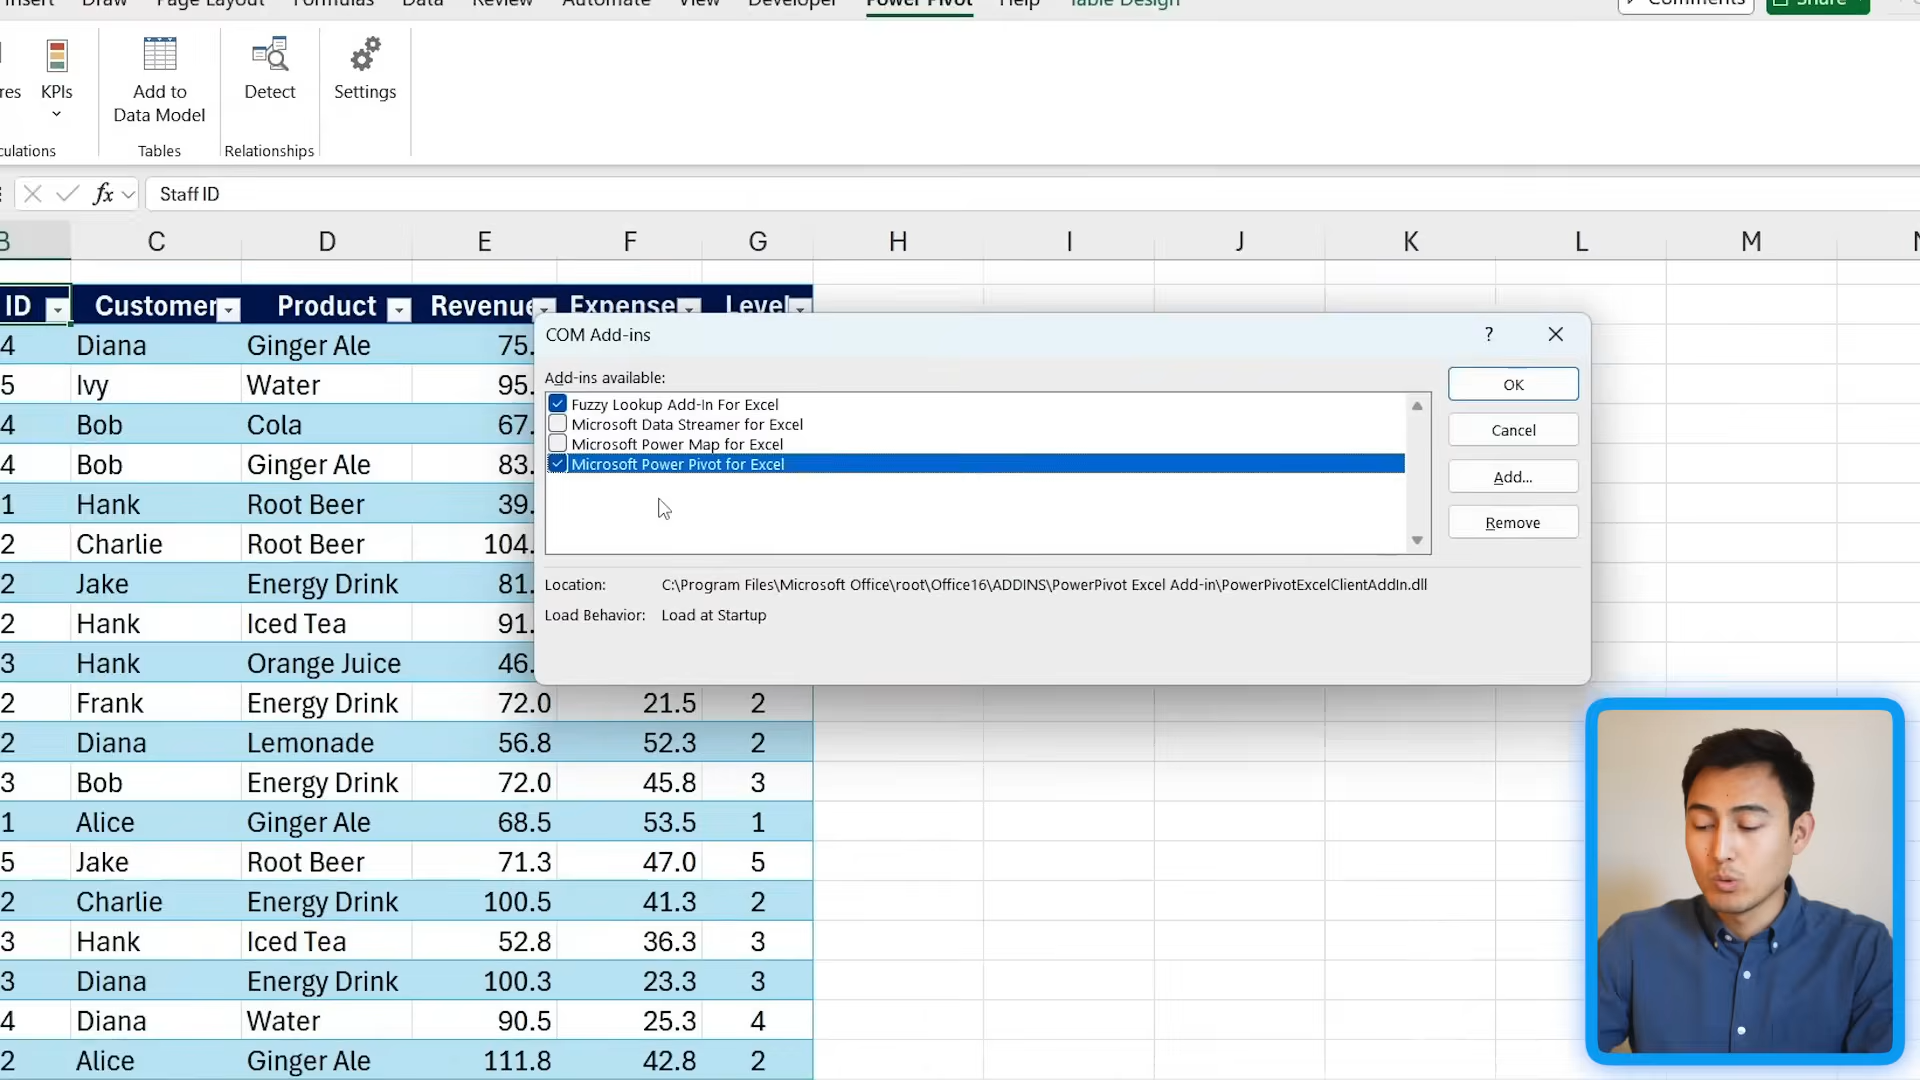 Insert Draw Page Layout Formulas Data Review Automate View Developer Power Pivot Help Table Design Comments Share
KPIs
Add to
Data Model
Detect
Settings
Tables
Relationships
fx Staff ID
B C D E F G H I J K L M
ID Customer Product Revenue Expense Level
4 Diana Ginger Ale 75.
5 Ivy Water 95.
4 Bob Cola 67.
4 Bob Ginger Ale 83.
1 Hank Root Beer 39.
2 Charlie Root Beer 104.
2 Jake Energy Drink 81.
2 Hank Iced Tea 91.
3 Hank Orange Juice 46.
2 Frank Energy Drink 72.0 21.5 2
2 Diana Lemonade 56.8 52.3 2
3 Bob Energy Drink 72.0 45.8 3
1 Alice Ginger Ale 68.5 53.5 1
5 Jake Root Beer 71.3 47.0 5
2 Charlie Energy Drink 100.5 41.3 2
3 Hank Iced Tea 52.8 36.3 3
3 Diana Energy Drink 100.3 23.3 3
4 Diana Water 90.5 25.3 4
2 Alice Ginger Ale 111.8 42.8 2
COM Add-ins ?
Add-ins available:
Fuzzy Lookup Add-In For Excel
Microsoft Data Streamer for Excel
Microsoft Power Map for Excel
Microsoft Power Pivot for Excel
OK
Cancel
Add...
Remove
Location: C:\Program Files\Microsoft Office\root\Office16\ADDINS\PowerPivot Excel Add-in\PowerPivotExcelClientAddIn.dll
Load Behavior: Load at Startup